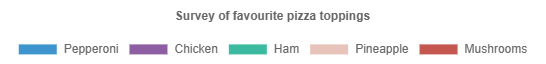 Survey of favourite pizza toppings
Pepperoni Chicken Ham Pineapple Mushrooms